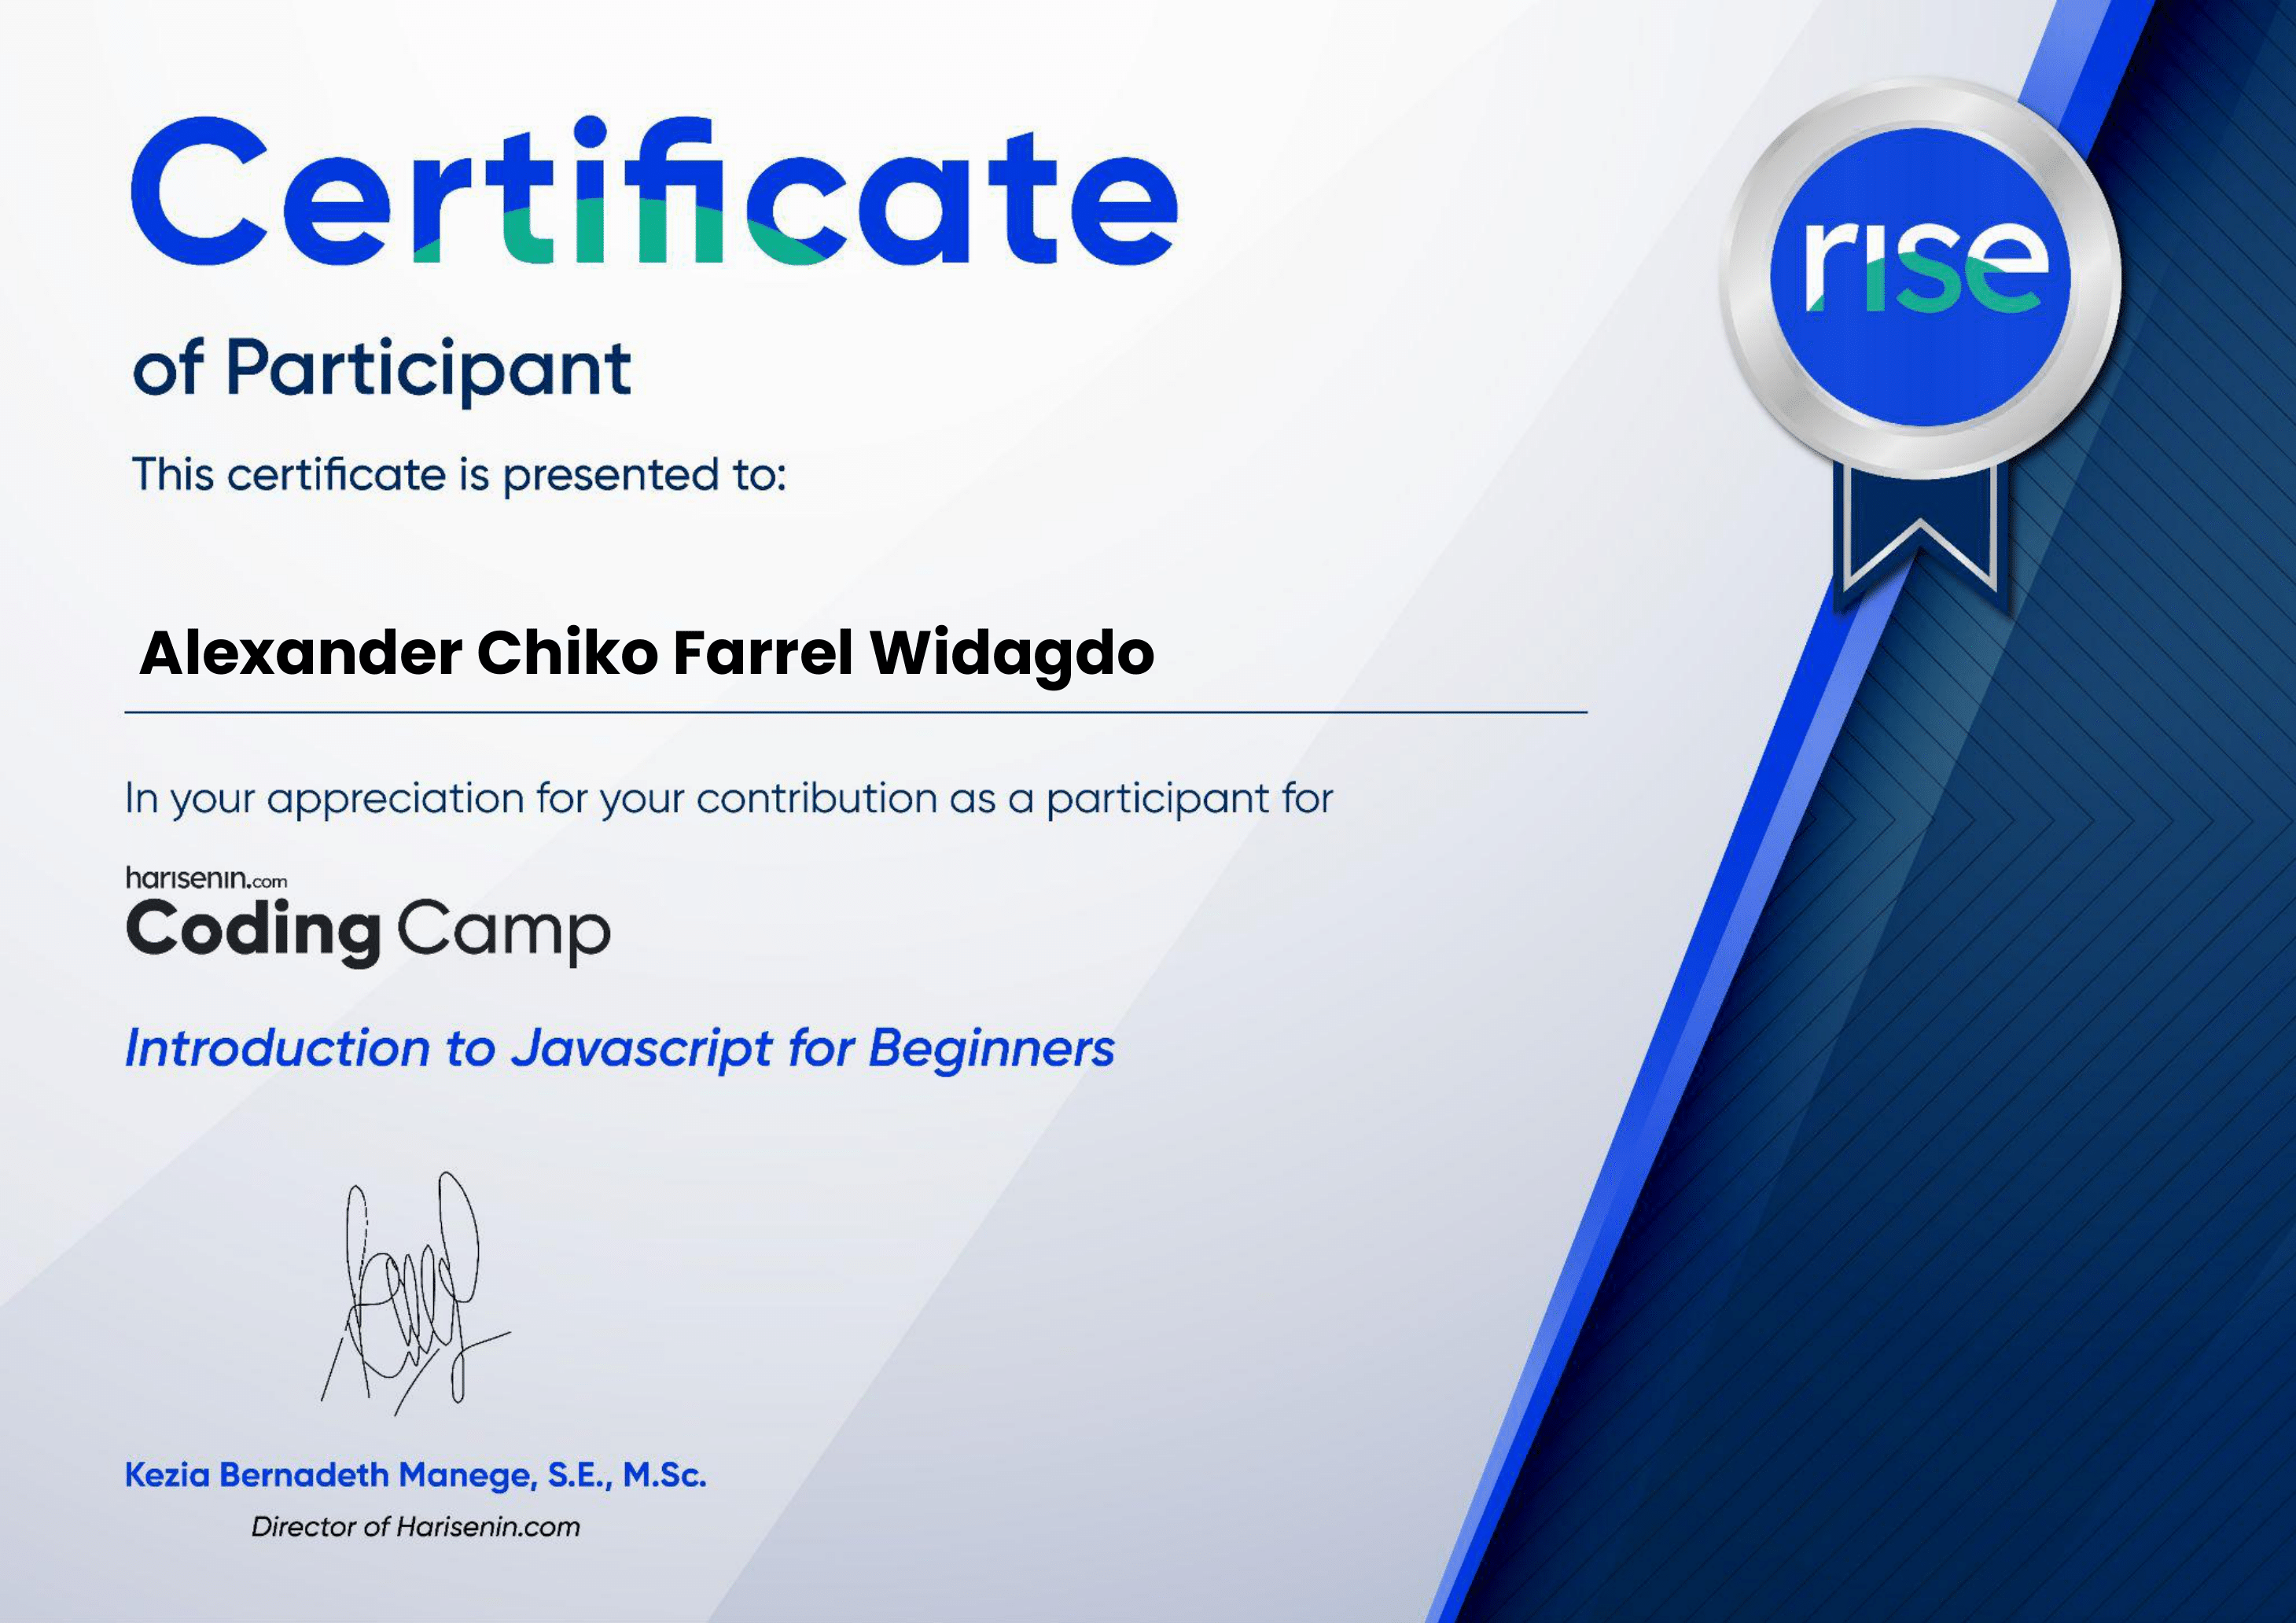 Certificate
of Participant
rise
This certificate is presented to:
Alexander Chiko Farrel Widagdo
In your appreciation for your contribution as a participant for
harisenin.com
Coding Camp
Introduction to Javascript for Beginners
Kezia Bernadeth Manege, S.E., M.Sc.
Director of Harisenin.com